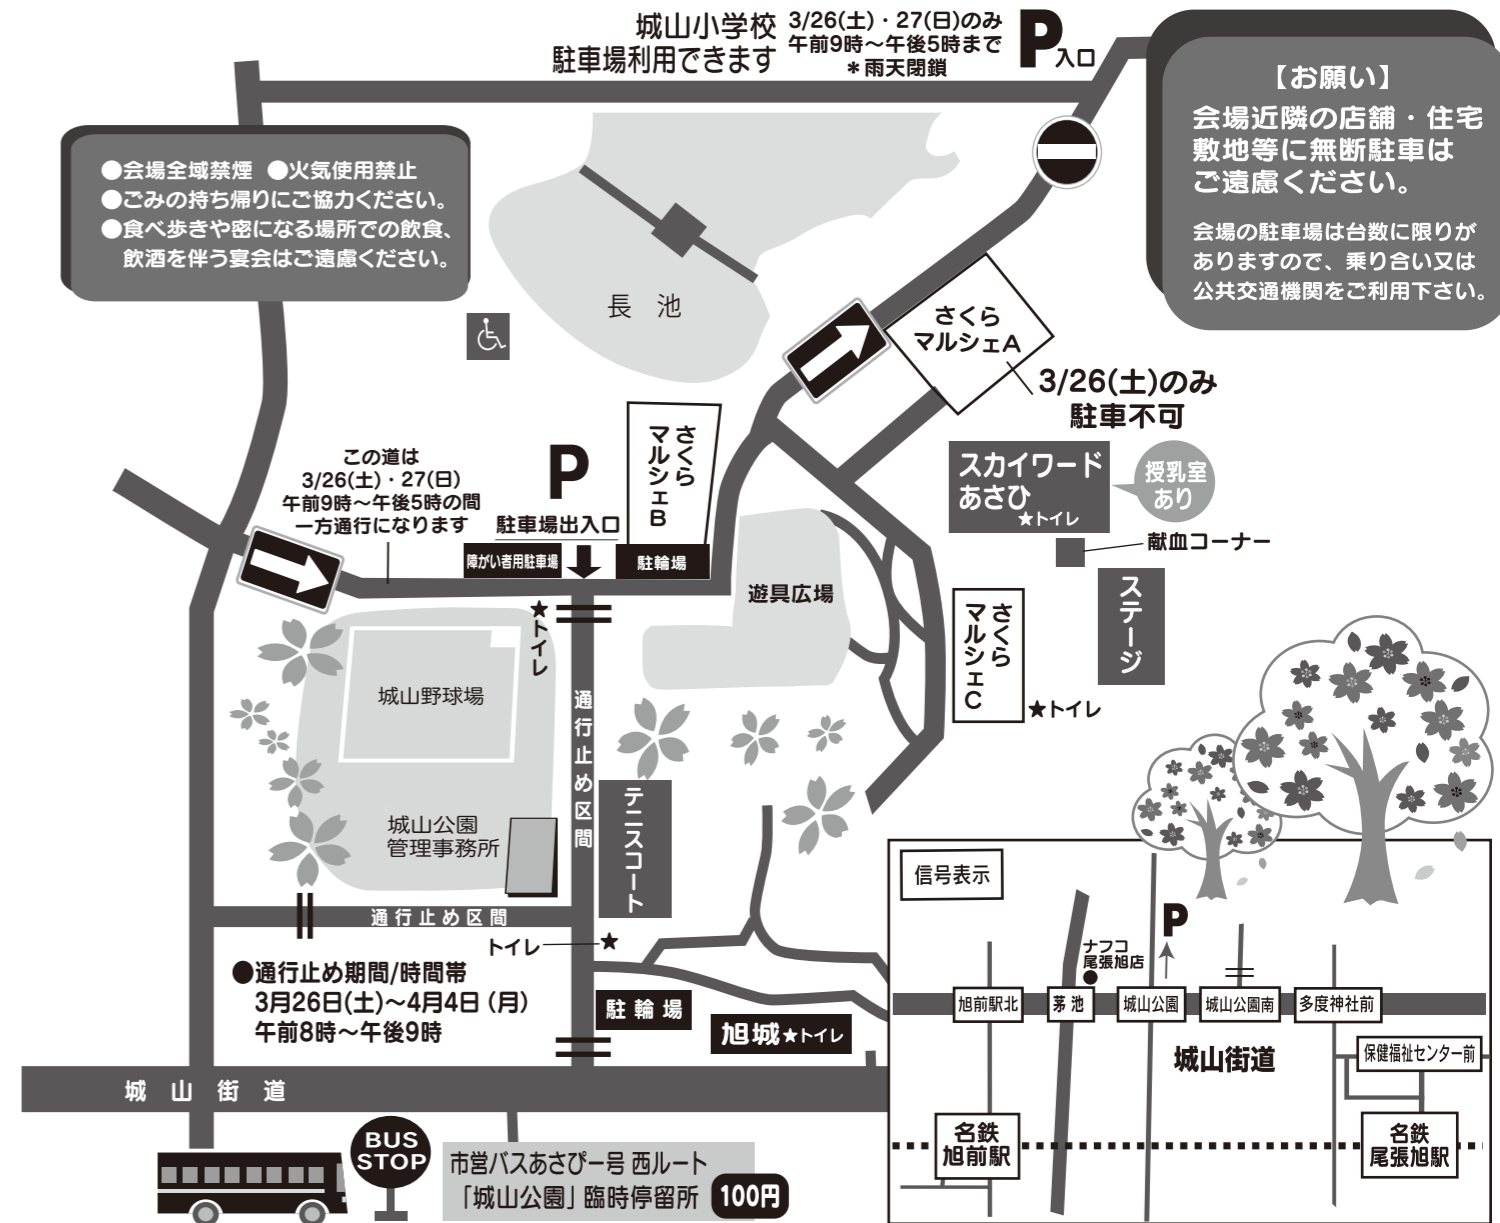 城山小学校
駐車場利用できます
3/26(土)・27(日)のみ
午前9時～午後5時まで
＊雨天閉鎖
P入口
【お願い】
会場近隣の店舗・住宅
敷地等に無断駐車は
ご遠慮ください。
会場の駐車場は台数に限りが
ありますので、乗り合い又は
公共交通機関をご利用下さい。
●会場全域禁煙 ●火気使用禁止
●ごみの持ち帰りにご協力ください。
●食べ歩きや密になる場所での飲食、
飲酒を伴う宴会はご遠慮ください。
長池
さくら
マルシェA
3/26(土)のみ
駐車不可
この道は
3/26(土)・27(日)
午前9時～午後5時の間
一方通行になります
P
駐車場出入口
障がい者用駐車場
さくら
マルシェB
駐輪場
スカイワード
あさひ
★トイレ
授乳室
あり
献血コーナー
ステージ
遊具広場
さくら
マルシェC
★トイレ
★トイレ
城山野球場
通行止め区間
テニスコート
城山公園
管理事務所
通行止め区間
トイレ★
●通行止め期間/時間帯
3月26日(土)～4月4日(月)
午前8時～午後9時
駐輪場
旭城★トイレ
城山街道
BUS
STOP
市営バスあさぴー号 西ルート
「城山公園」臨時停留所 100円
信号表示
P
ナフコ
尾張旭店
旭前駅北
茅池
城山公園
城山公園南
多度神社前
城山街道
保健福祉センター前
名鉄
旭前駅
名鉄
尾張旭駅